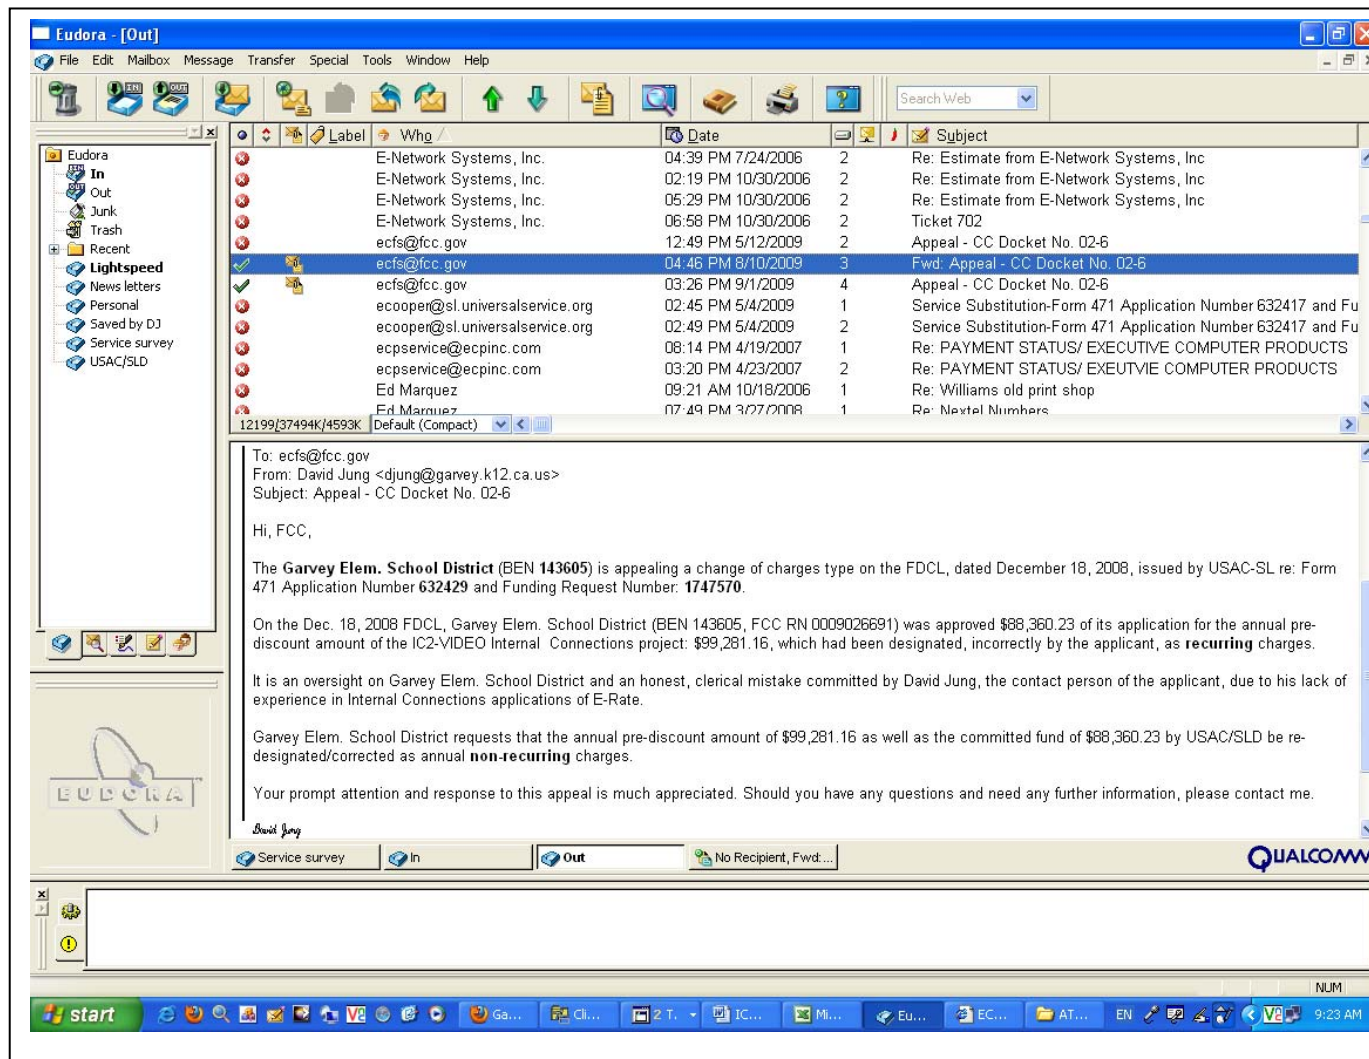 Eudora - [Out]
File Edit Mailbox Message Transfer Special Tools Window Help
IN OUT Search Web
Label Who Date Subject
E-Network Systems, Inc. 04:39 PM 7/24/2006 2 Re: Estimate from E-Network Systems, Inc
E-Network Systems, Inc. 02:19 PM 10/30/2006 2 Re: Estimate from E-Network Systems, Inc
E-Network Systems, Inc. 05:29 PM 10/30/2006 2 Re: Estimate from E-Network Systems, Inc
E-Network Systems, Inc. 06:58 PM 10/30/2006 2 Ticket 702
ecfs@fcc.gov 12:49 PM 5/12/2009 2 Appeal - CC Docket No. 02-6
ecfs@fcc.gov 04:46 PM 8/10/2009 3 Fwd: Appeal - CC Docket No. 02-6
ecfs@fcc.gov 03:26 PM 9/1/2009 4 Appeal - CC Docket No. 02-6
ecooper@sl.universalservice.org 02:45 PM 5/4/2009 1 Service Substitution-Form 471 Application Number 632417 and Fu
ecooper@sl.universalservice.org 02:49 PM 5/4/2009 2 Service Substitution-Form 471 Application Number 632417 and Fu
ecpservice@ecpinc.com 08:14 PM 4/19/2007 1 Re: PAYMENT STATUS/ EXECUTIVE COMPUTER PRODUCTS
ecpservice@ecpinc.com 03:20 PM 4/23/2007 2 Re: PAYMENT STATUS/ EXEUTVIE COMPUTER PRODUCTS
Ed Marquez 09:21 AM 10/18/2006 1 Re: Williams old print shop
Ed Marquez 07:49 PM 3/27/2008 1 Re: Nextel Numbers
12199/37494K/4593K Default (Compact)
Eudora
In
Out
Junk
Trash
Recent
Lightspeed
News letters
Personal
Saved by DJ
Service survey
USAC/SLD
EUDORA
To: ecfs@fcc.gov
From: David Jung <djung@garvey.k12.ca.us>
Subject: Appeal - CC Docket No. 02-6
Hi, FCC,
The Garvey Elem. School District (BEN 143605) is appealing a change of charges type on the FDCL, dated December 18, 2008, issued by USAC-SL re: Form
471 Application Number 632429 and Funding Request Number: 1747570.
On the Dec. 18, 2008 FDCL, Garvey Elem. School District (BEN 143605, FCC RN 0009026691) was approved $88,360.23 of its application for the annual pre-
discount amount of the IC2-VIDEO Internal Connections project: $99,281.16, which had been designated, incorrectly by the applicant, as recurring charges.
It is an oversight on Garvey Elem. School District and an honest, clerical mistake committed by David Jung, the contact person of the applicant, due to his lack of
experience in Internal Connections applications of E-Rate.
Garvey Elem. School District requests that the annual pre-discount amount of $99,281.16 as well as the committed fund of $88,360.23 by USAC/SLD be re-
designated/corrected as annual non-recurring charges.
Your prompt attention and response to this appeal is much appreciated. Should you have any questions and need any further information, please contact me.
David Jung
Service survey In Out No Recipient, Fwd:...
QUALCOMM
NUM
start Ga... Cli... 2 T. IC... Mi... Eu... EC... AT... EN 9:23 AM